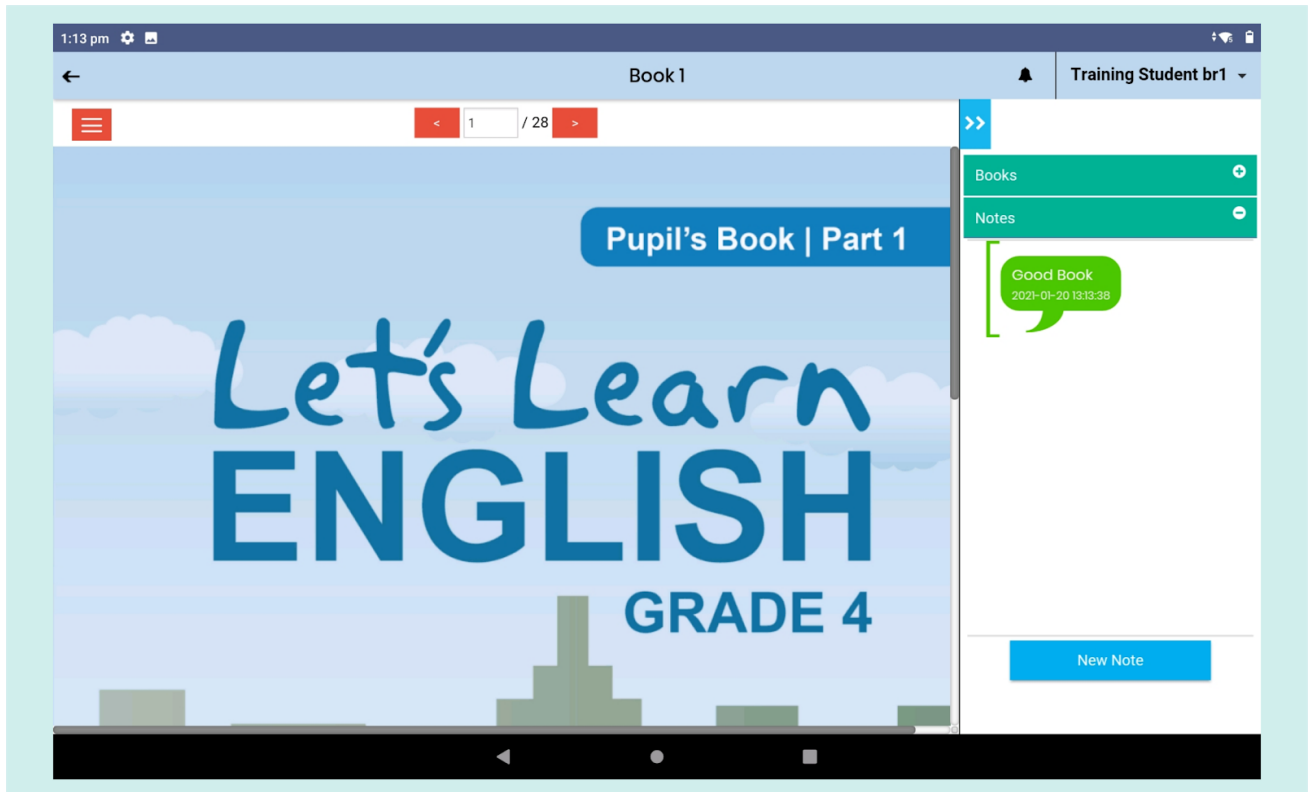 1:13 pm
Book 1
Training Student br1
< 1 / 28 >
>>
Books
Notes
Good Book
2021-01-20 13:13:38
Pupil's Book | Part 1
Let's Learn
ENGLISH
GRADE 4
New Note